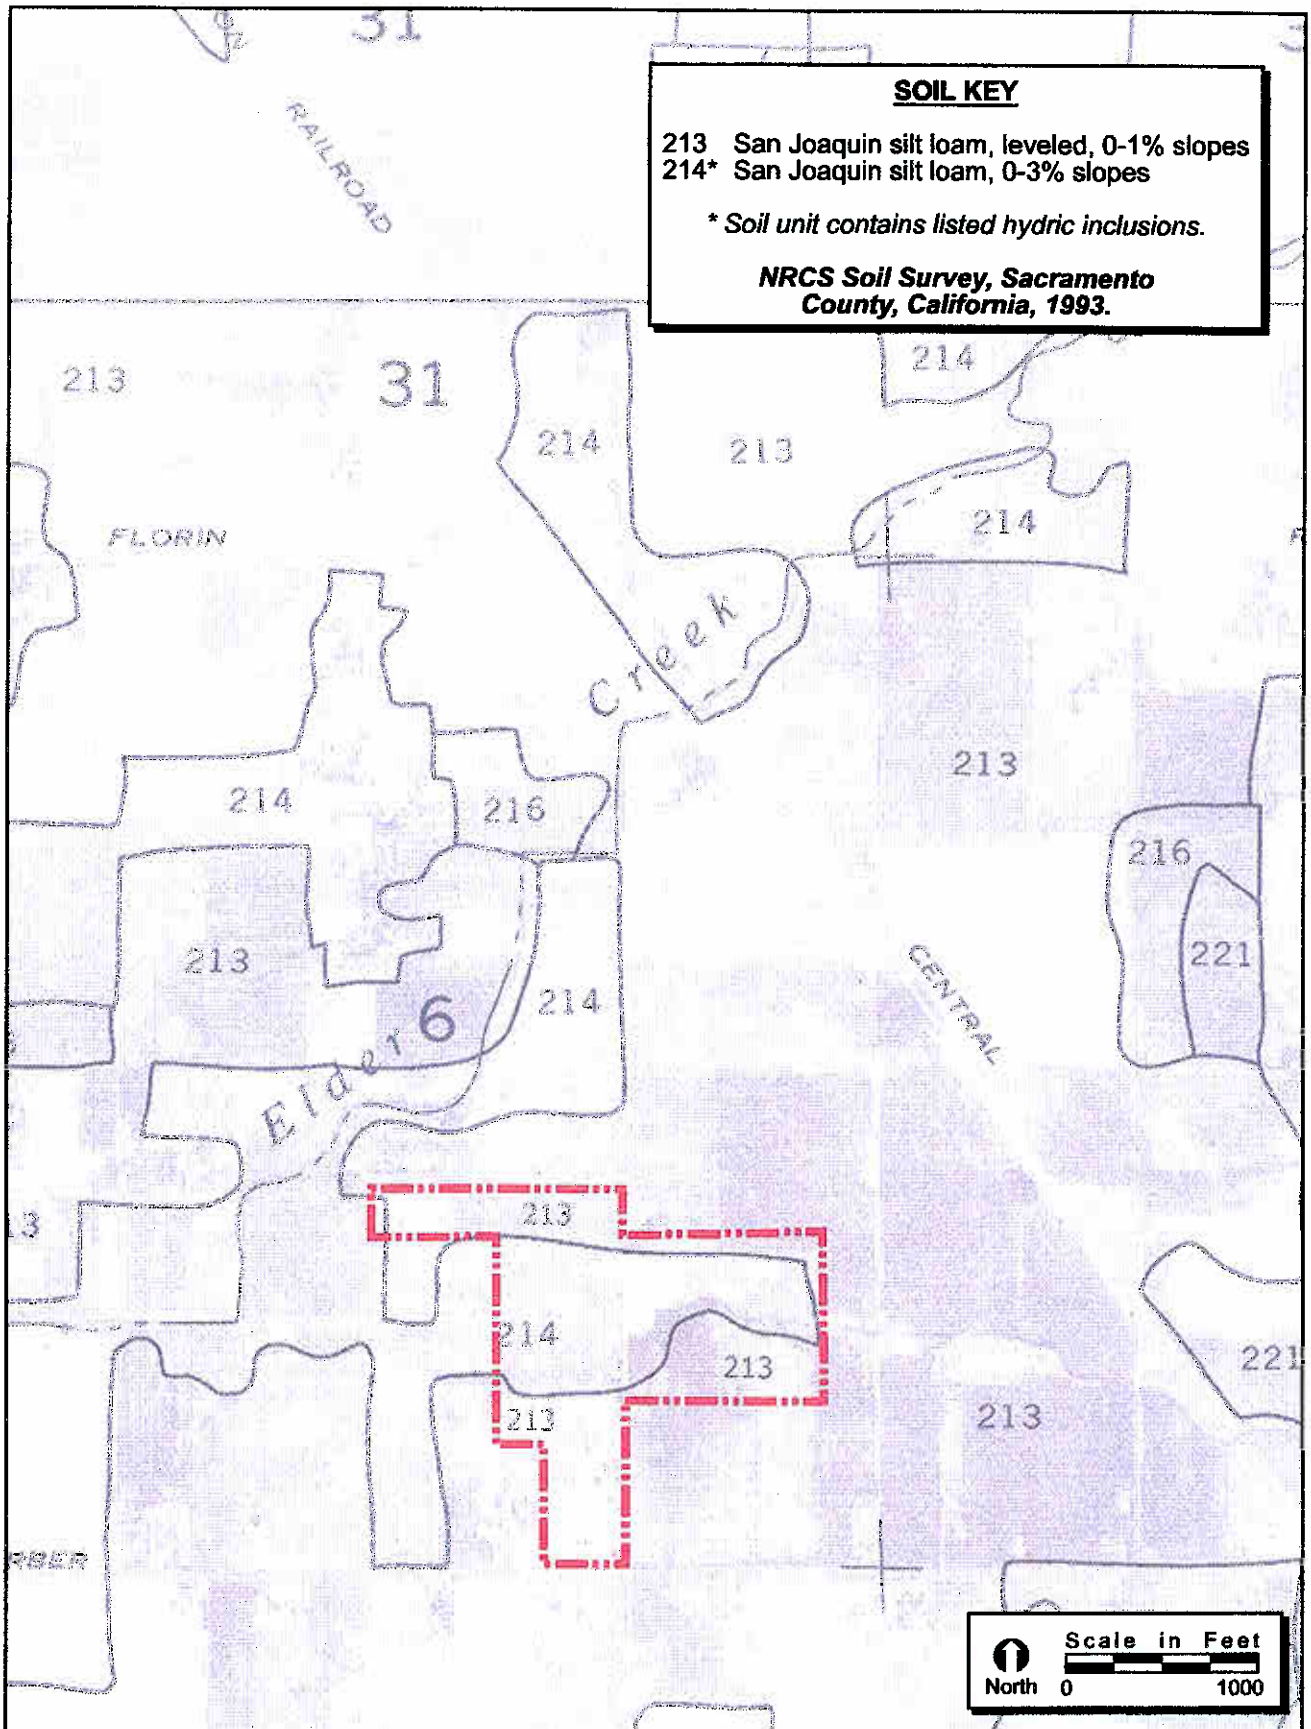 31
RAILROAD
SOIL KEY
213 San Joaquin silt loam, leveled, 0-1% slopes
214* San Joaquin silt loam, 0-3% slopes
* Soil unit contains listed hydric inclusions.
NRCS Soil Survey, Sacramento
County, California, 1993.
213
31
214
214
213
214
FLORIN
Creek
213
214
216
216
213
221
214
6
CENTRAL
Elder
213
214
213
221
213
213
North
Scale in Feet
0 1000